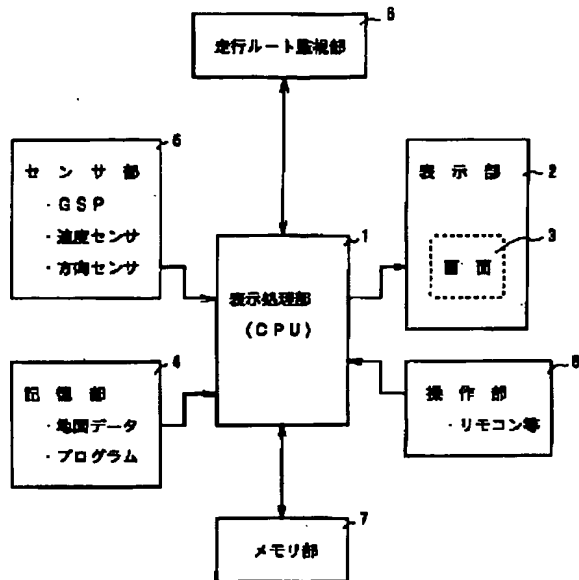 8
走行ルート監視部
6
センサ部
・GSP
・速度センサ
・方向センサ
1
表示処理部
(CPU)
2
表示部
3
画面
4
記憶部
・地図データ
・プログラム
操作部
・リモコン等
7
メモリ部